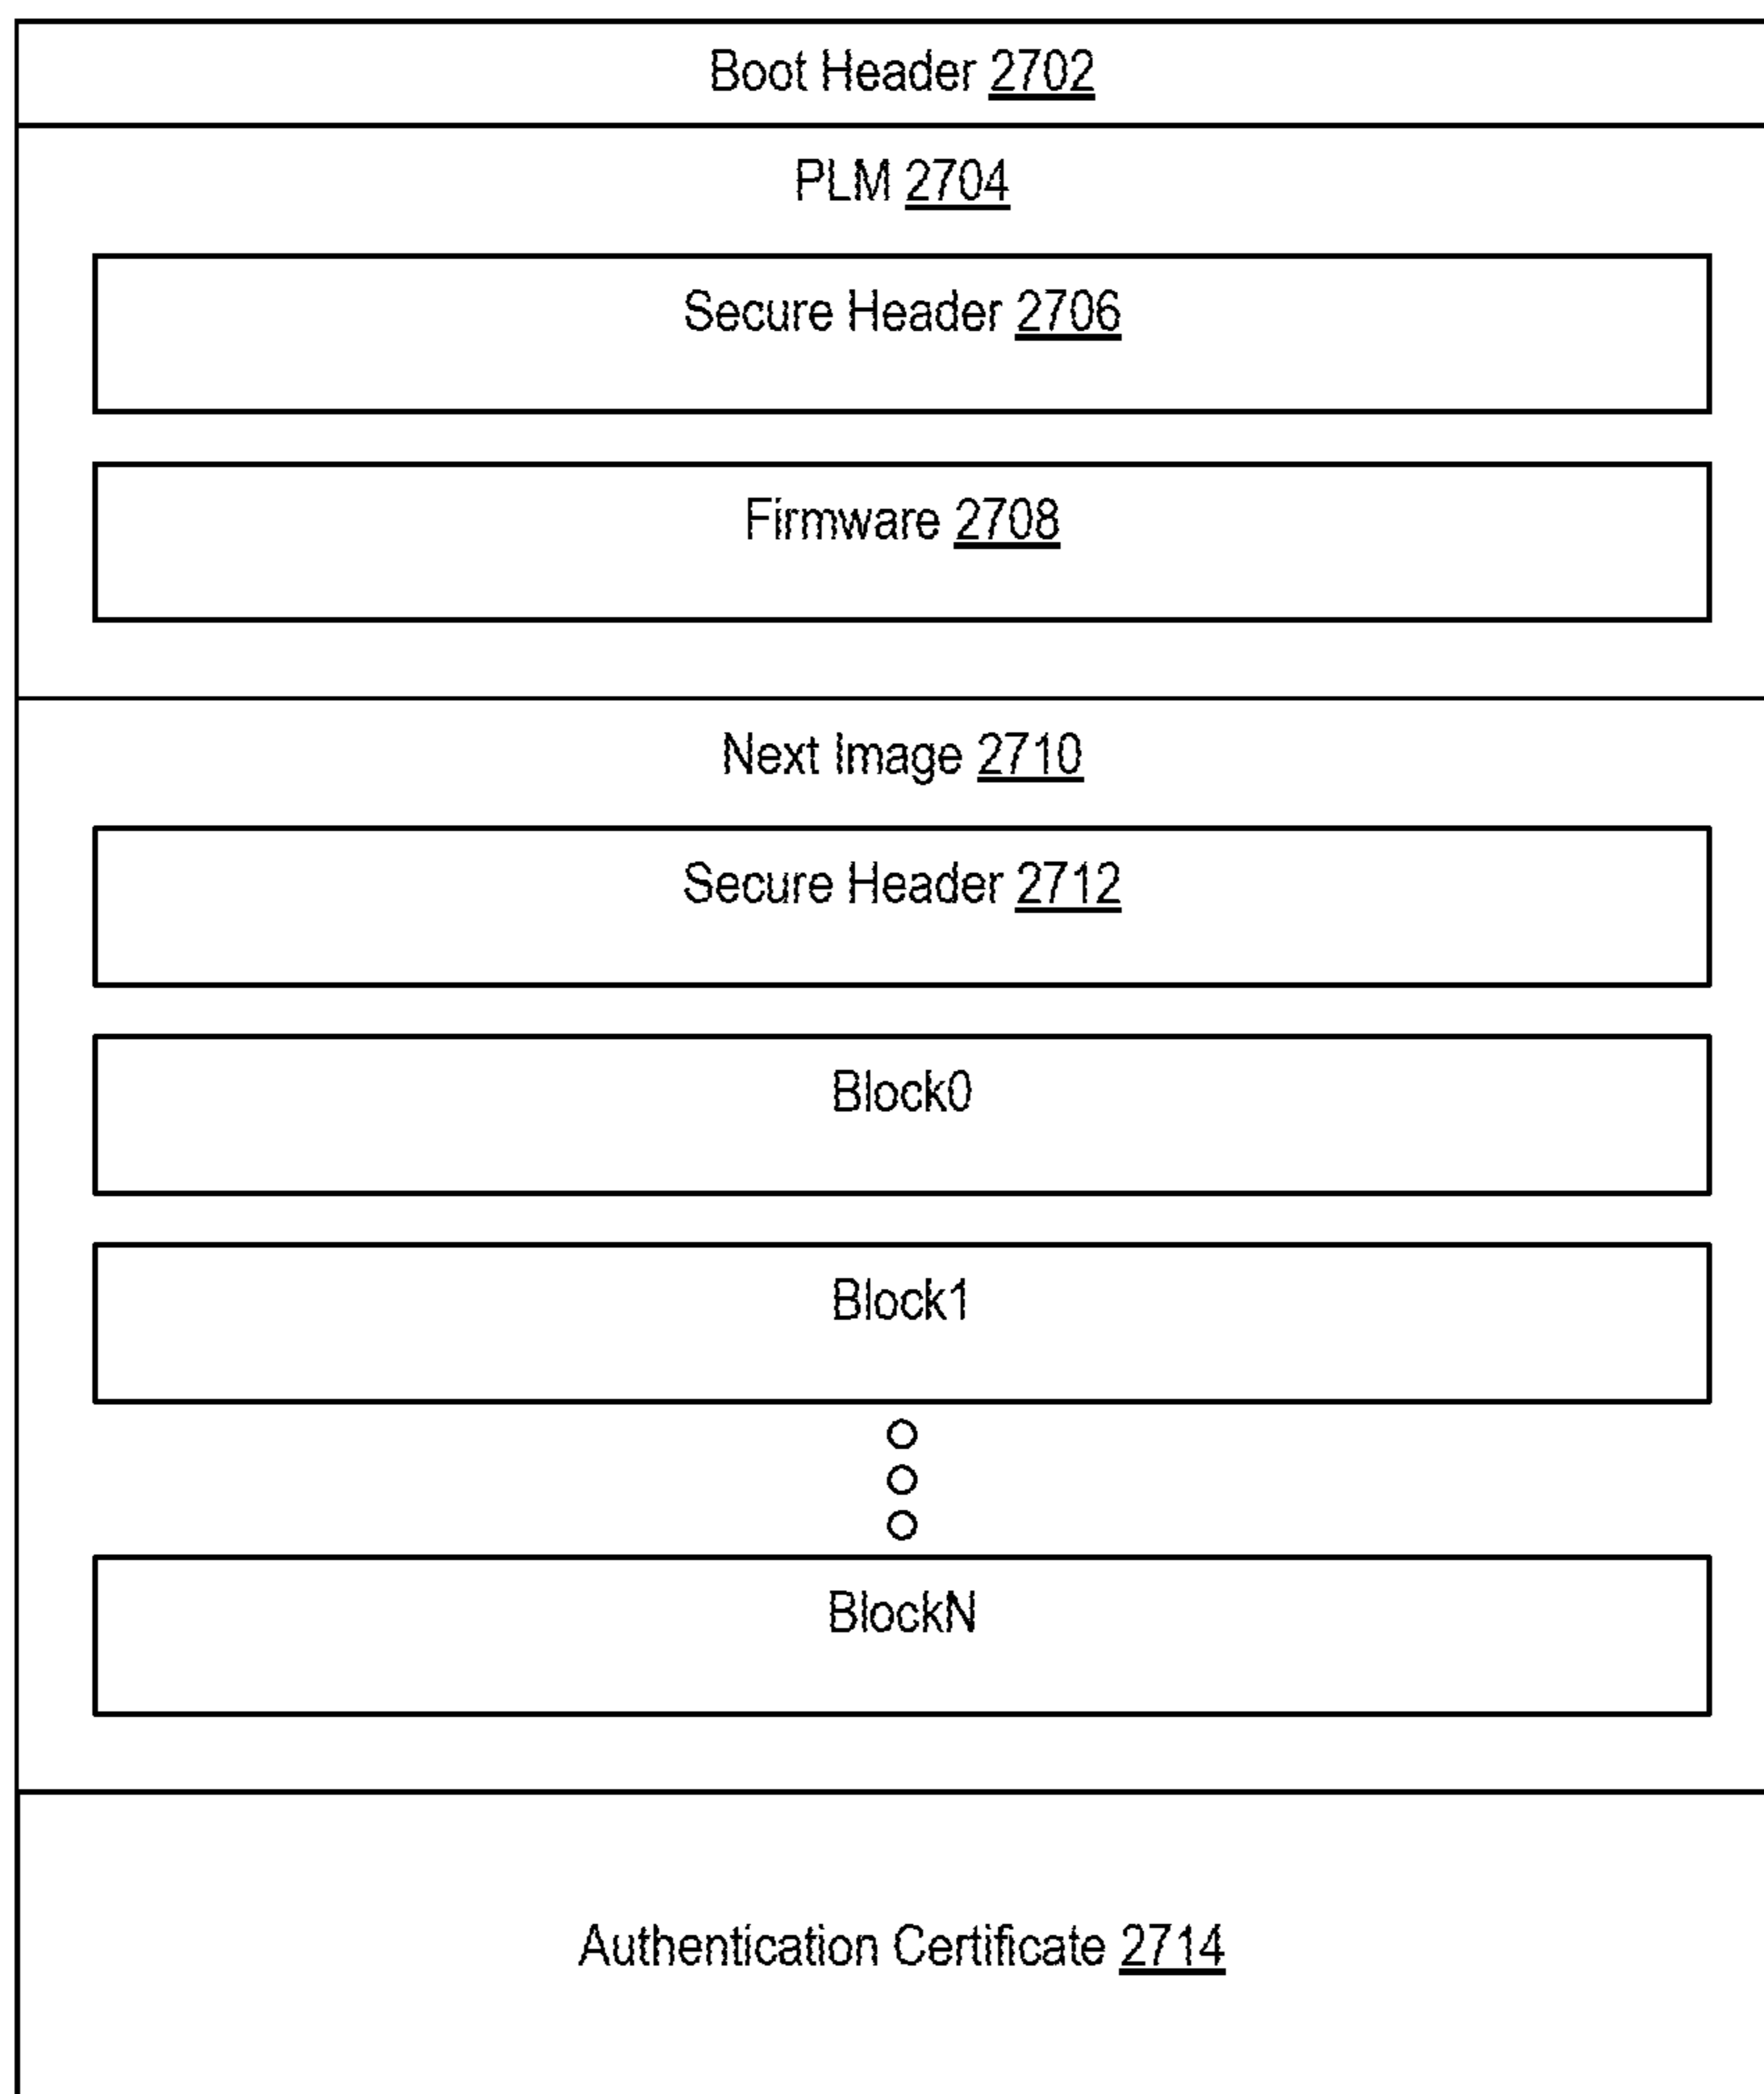 Boot Header 2702
PLM 2704
Secure Header 2706
Firmware 2708
Next Image 2710
Secure Header 2712
Block0
Block1
BlockN
Authentication Certificate 2714